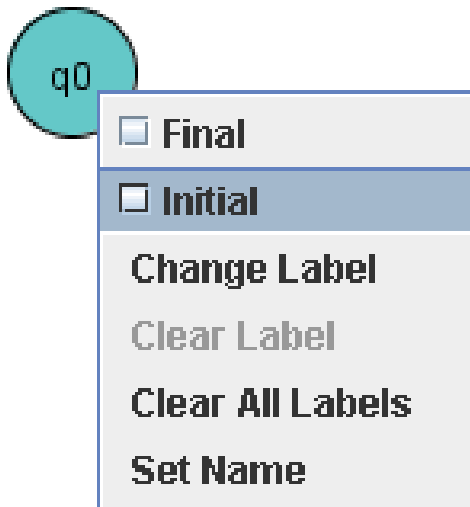 q0
Final
Initial
Change Label
Clear Label
Clear All Labels
Set Name